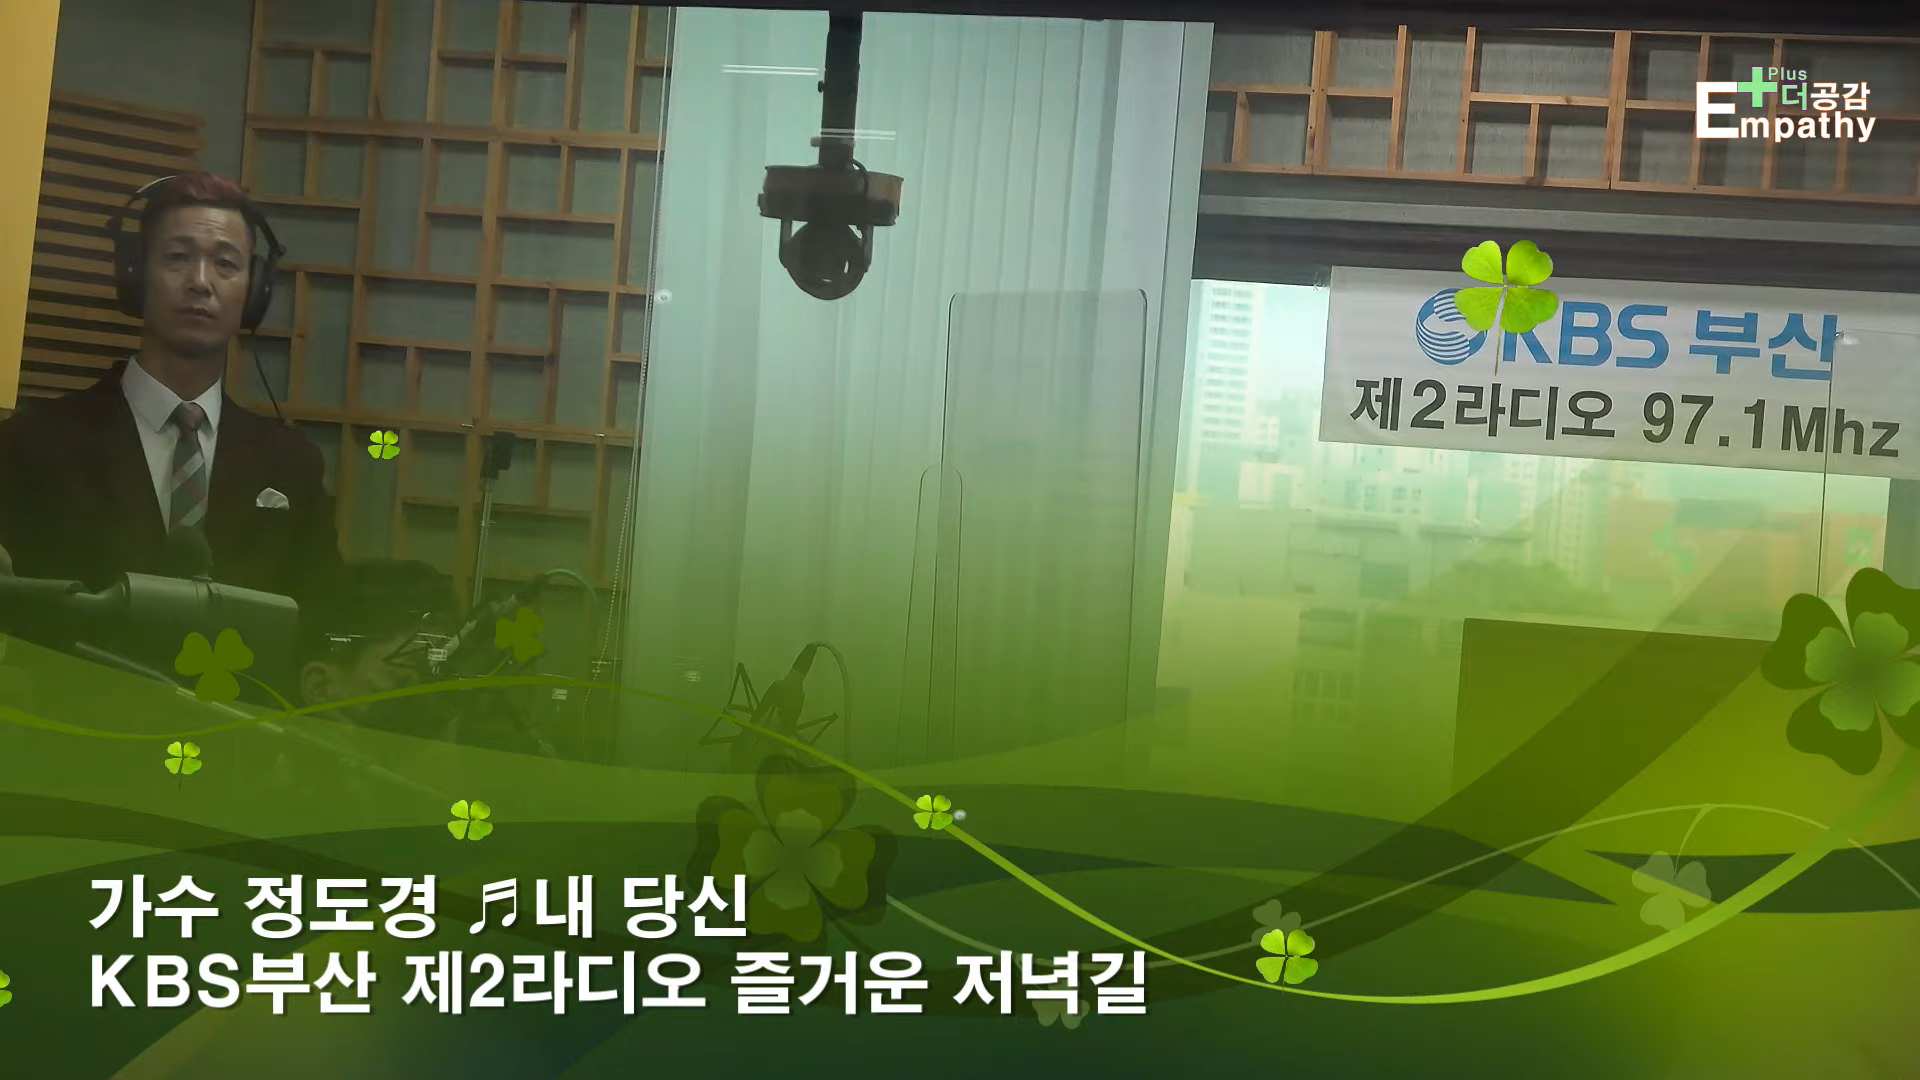 Plus
더공감
Empathy
KBS 부산
제2라디오 97.1Mhz
가수 정도경 ♬내 당신
KBS부산 제2라디오 즐거운 저녁길